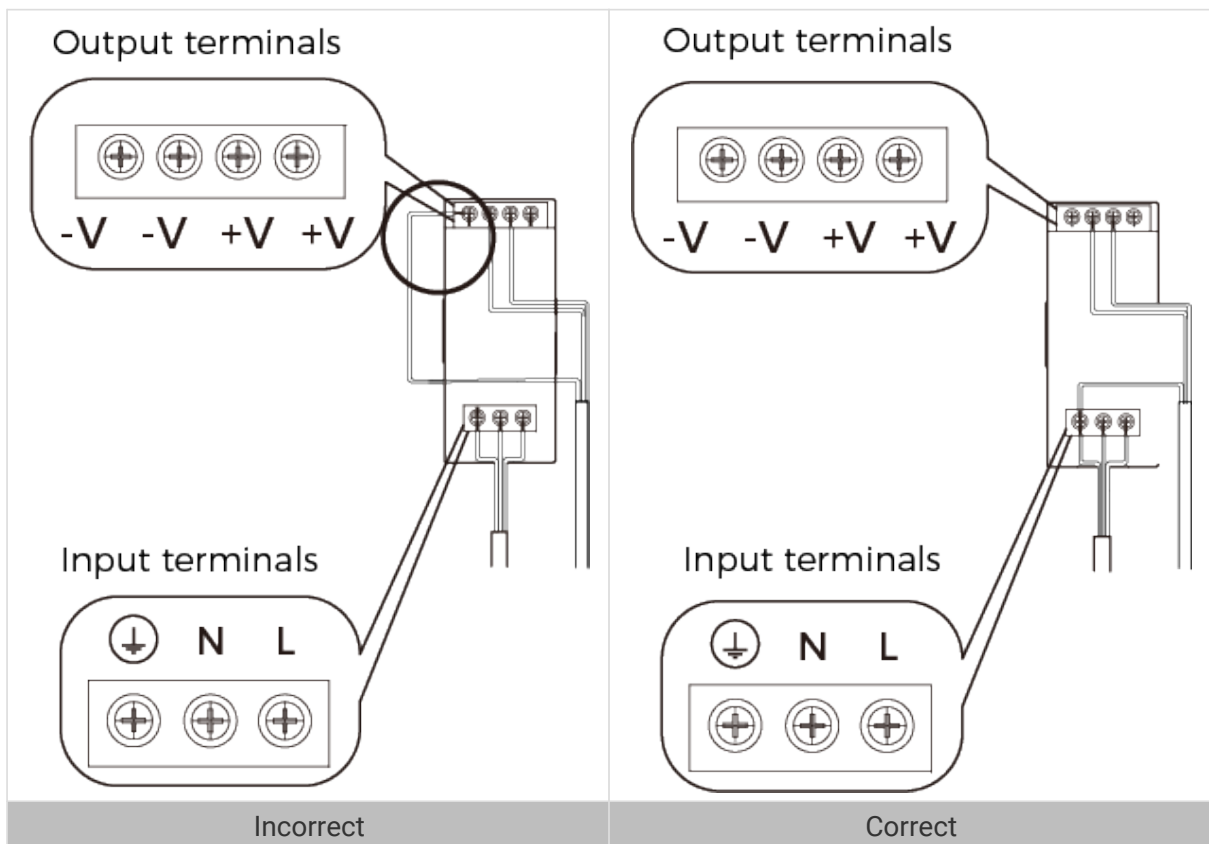 Output terminals
-V -V +V +V
Input terminals
N L
Incorrect
Output terminals
-V -V +V +V
Input terminals
N L
Correct